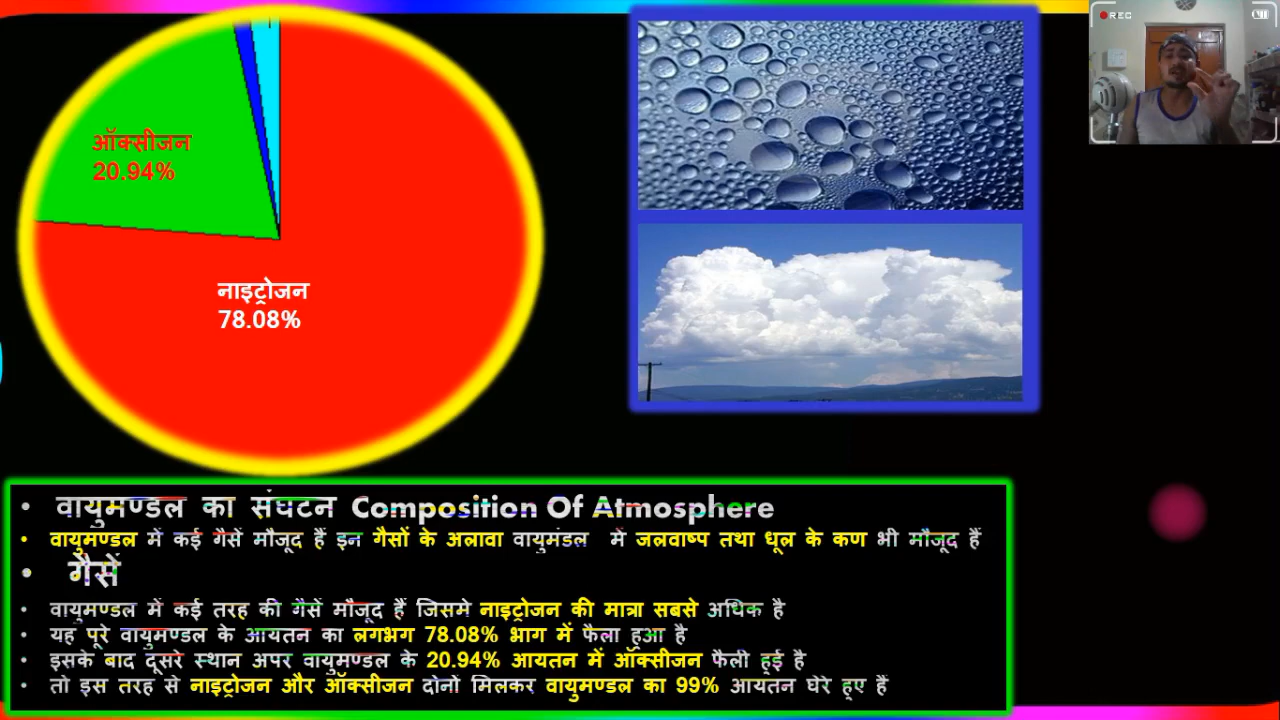 REC
ऑक्सीजन
20.94%
नाइट्रोजन
78.08%
• वायुमण्डल का संघटन Composition Of Atmosphere
• वायुमण्डल में कई गैसें मौजूद हैं इन गैसों के अलावा वायुमंडल में जलवाष्प तथा धूल के कण भी मौजूद हैं
• गैसें
• वायुमण्डल में कई तरह की गैसें मौजूद हैं जिसमे नाइट्रोजन की मात्रा सबसे अधिक है
• यह पूरे वायुमण्डल के आयतन का लगभग 78.08% भाग में फैला हुआ है
• इसके बाद दूसरे स्थान अपर वायुमण्डल के 20.94% आयतन में ऑक्सीजन फैली हुई है
• तो इस तरह से नाइट्रोजन और ऑक्सीजन दोनों मिलकर वायुमण्डल का 99% आयतन घेरे हुए हैं